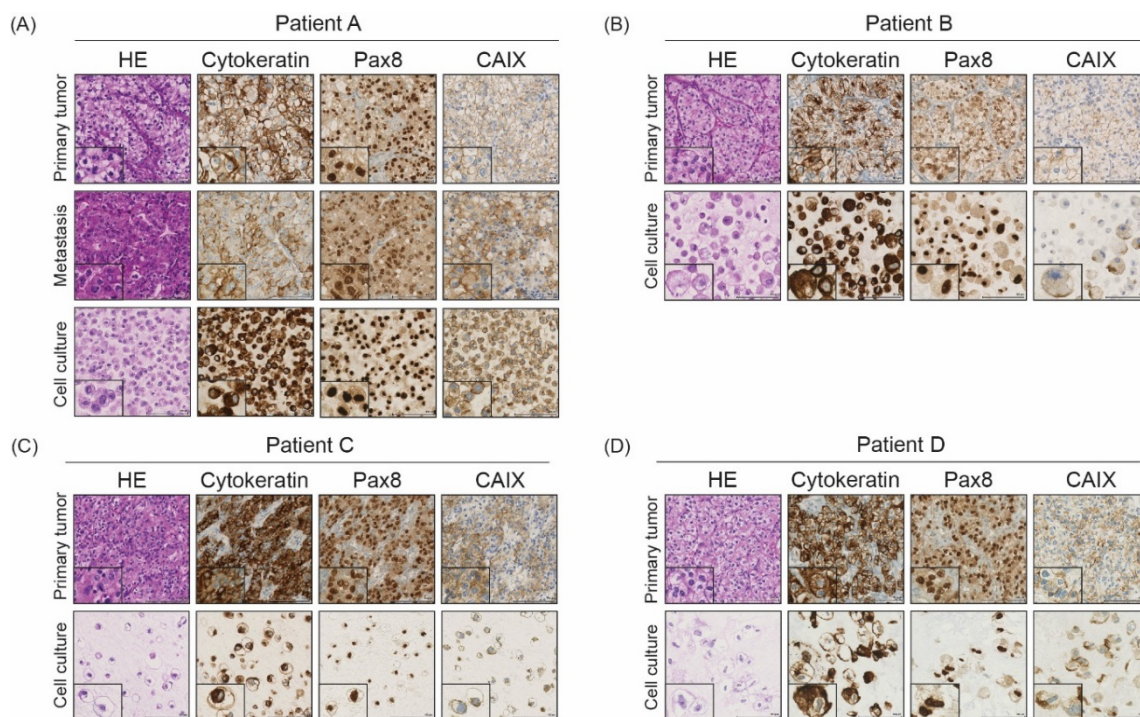 (A)
Patient A
HE Cytokeratin Pax8 CAIX
Primary tumor
Metastasis
Cell culture
(B)
Patient B
HE Cytokeratin Pax8 CAIX
Primary tumor
Cell culture
(C)
Patient C
HE Cytokeratin Pax8 CAIX
Primary tumor
Cell culture
(D)
Patient D
HE Cytokeratin Pax8 CAIX
Primary tumor
Cell culture